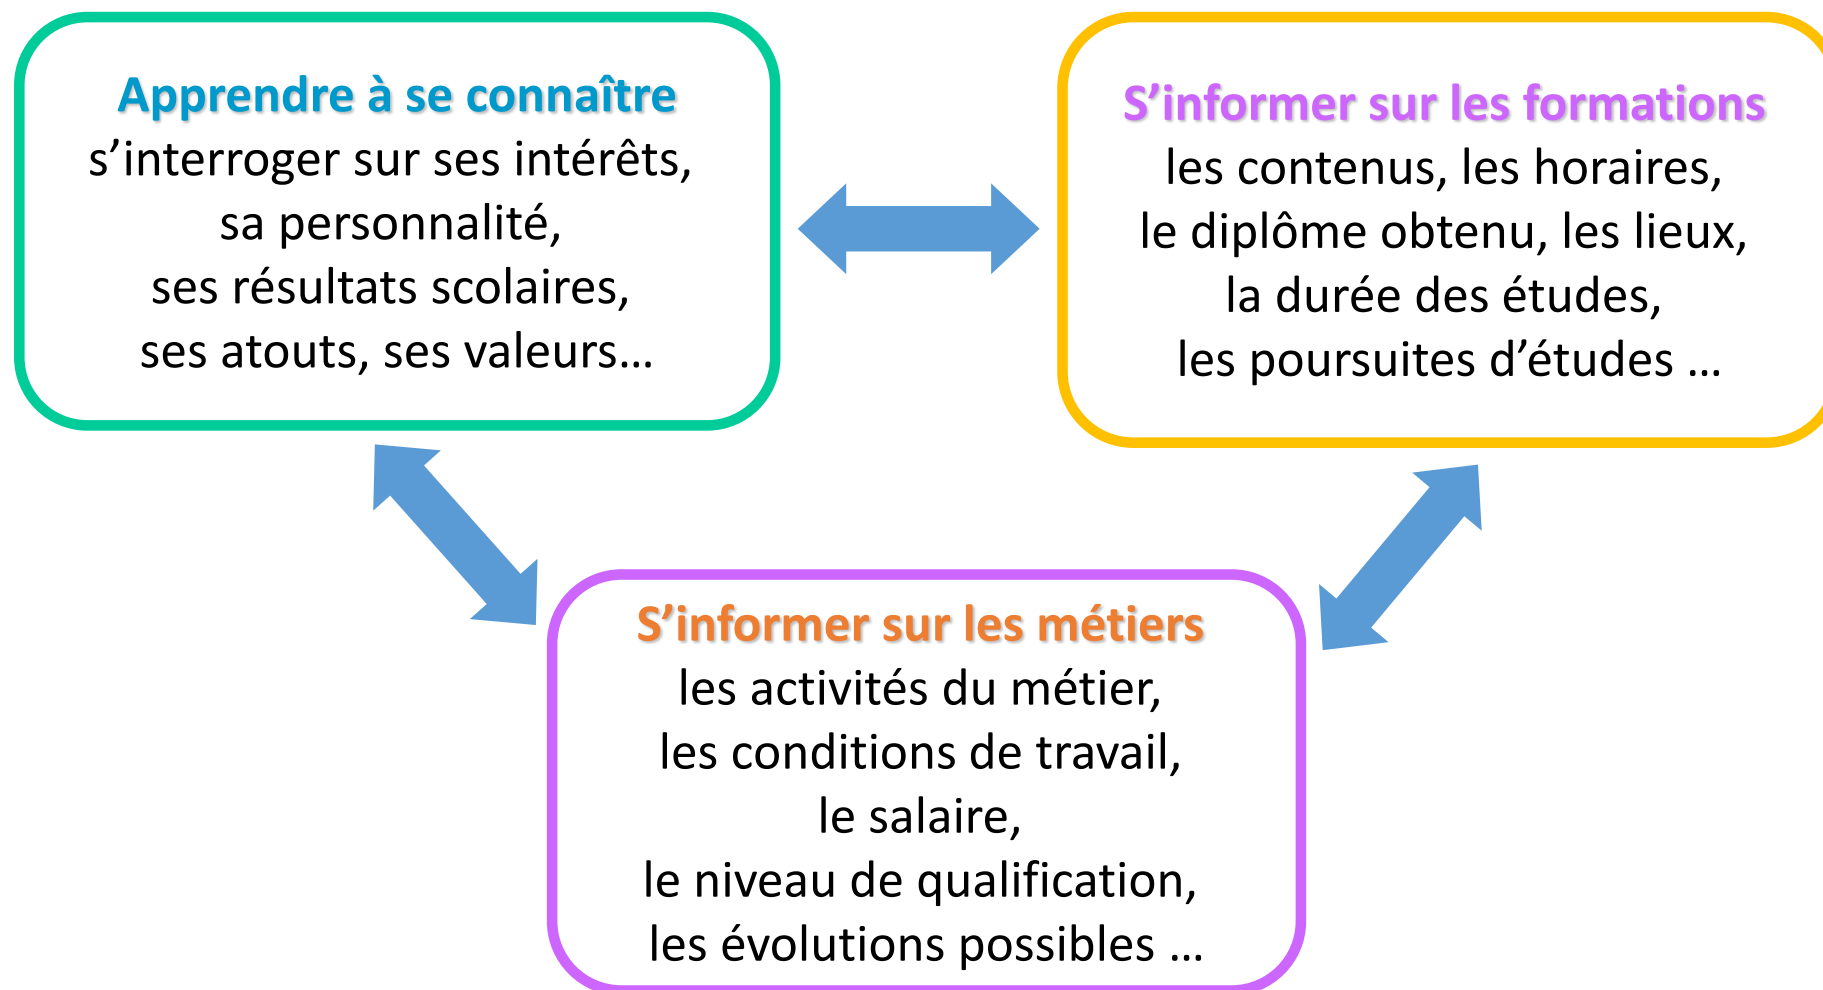 Apprendre à se connaître
s’interroger sur ses intérêts,
sa personnalité,
ses résultats scolaires,
ses atouts, ses valeurs…
S’informer sur les formations
les contenus, les horaires,
le diplôme obtenu, les lieux,
la durée des études,
les poursuites d’études …
S’informer sur les métiers
les activités du métier,
les conditions de travail,
le salaire,
le niveau de qualification,
les évolutions possibles …